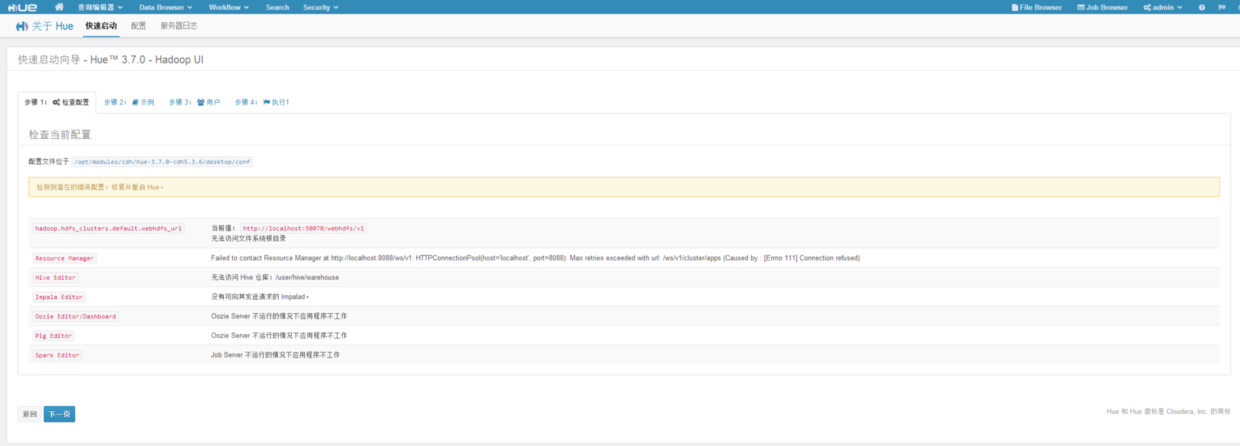 HUE 查询编辑器 Data Browser Workflow Search Security File Browser Job Browser admin
关于 Hue 快速启动 配置 服务器日志
快速启动向导 - Hue™ 3.7.0 - Hadoop UI
步骤 1: 检查配置 步骤 2: 示例 步骤 3: 用户 步骤 4: 执行!
检查当前配置
配置文件位于 /opt/modules/cdh/hue-3.7.0-cdh5.3.6/desktop/conf
检测到潜在的错误配置。修复并重启 Hue。
hadoop.hdfs_clusters.default.webhdfs_url 当前值: http://localhost:50070/webhdfs/v1
无法访问文件系统根目录
Resource Manager Failed to contact Resource Manager at http://localhost:8088/ws/v1: HTTPConnectionPool(host='localhost', port=8088): Max retries exceeded with url: /ws/v1/cluster/apps (Caused by : [Errno 111] Connection refused)
Hive Editor 无法访问 Hive 仓库: /user/hive/warehouse
Impala Editor 没有可向其发送请求的 Impalad。
Oozie Editor/Dashboard Oozie Server 不运行的情况下应用程序不工作
Pig Editor Oozie Server 不运行的情况下应用程序不工作
Spark Editor Job Server 不运行的情况下应用程序不工作
返回 下一页
Hue 和 Hue 徽标是 Cloudera, Inc. 的商标